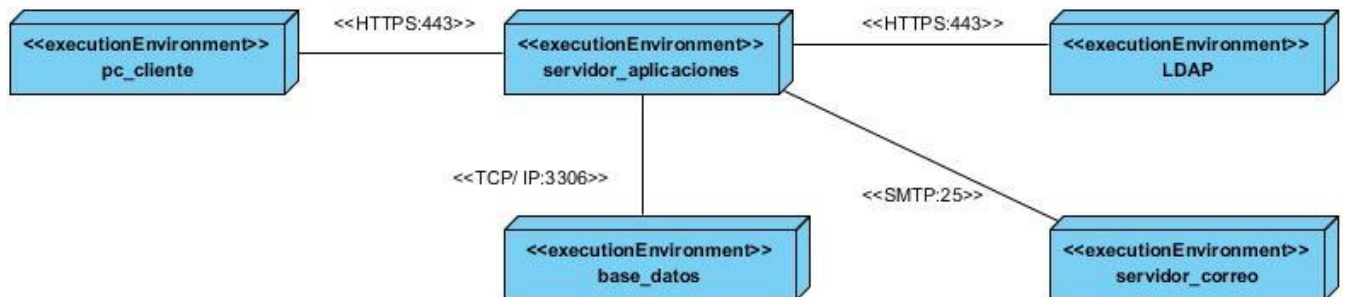 <<HTTPS:443>>
<<HTTPS:443>>
<<executionEnvironment>>
pc_cliente
<<executionEnvironment>>
servidor_aplicaciones
<<executionEnvironment>>
LDAP
<<TCP/ IP:3306>>
<<SMTP:25>>
<<executionEnvironment>>
base_datos
<<executionEnvironment>>
servidor_correo